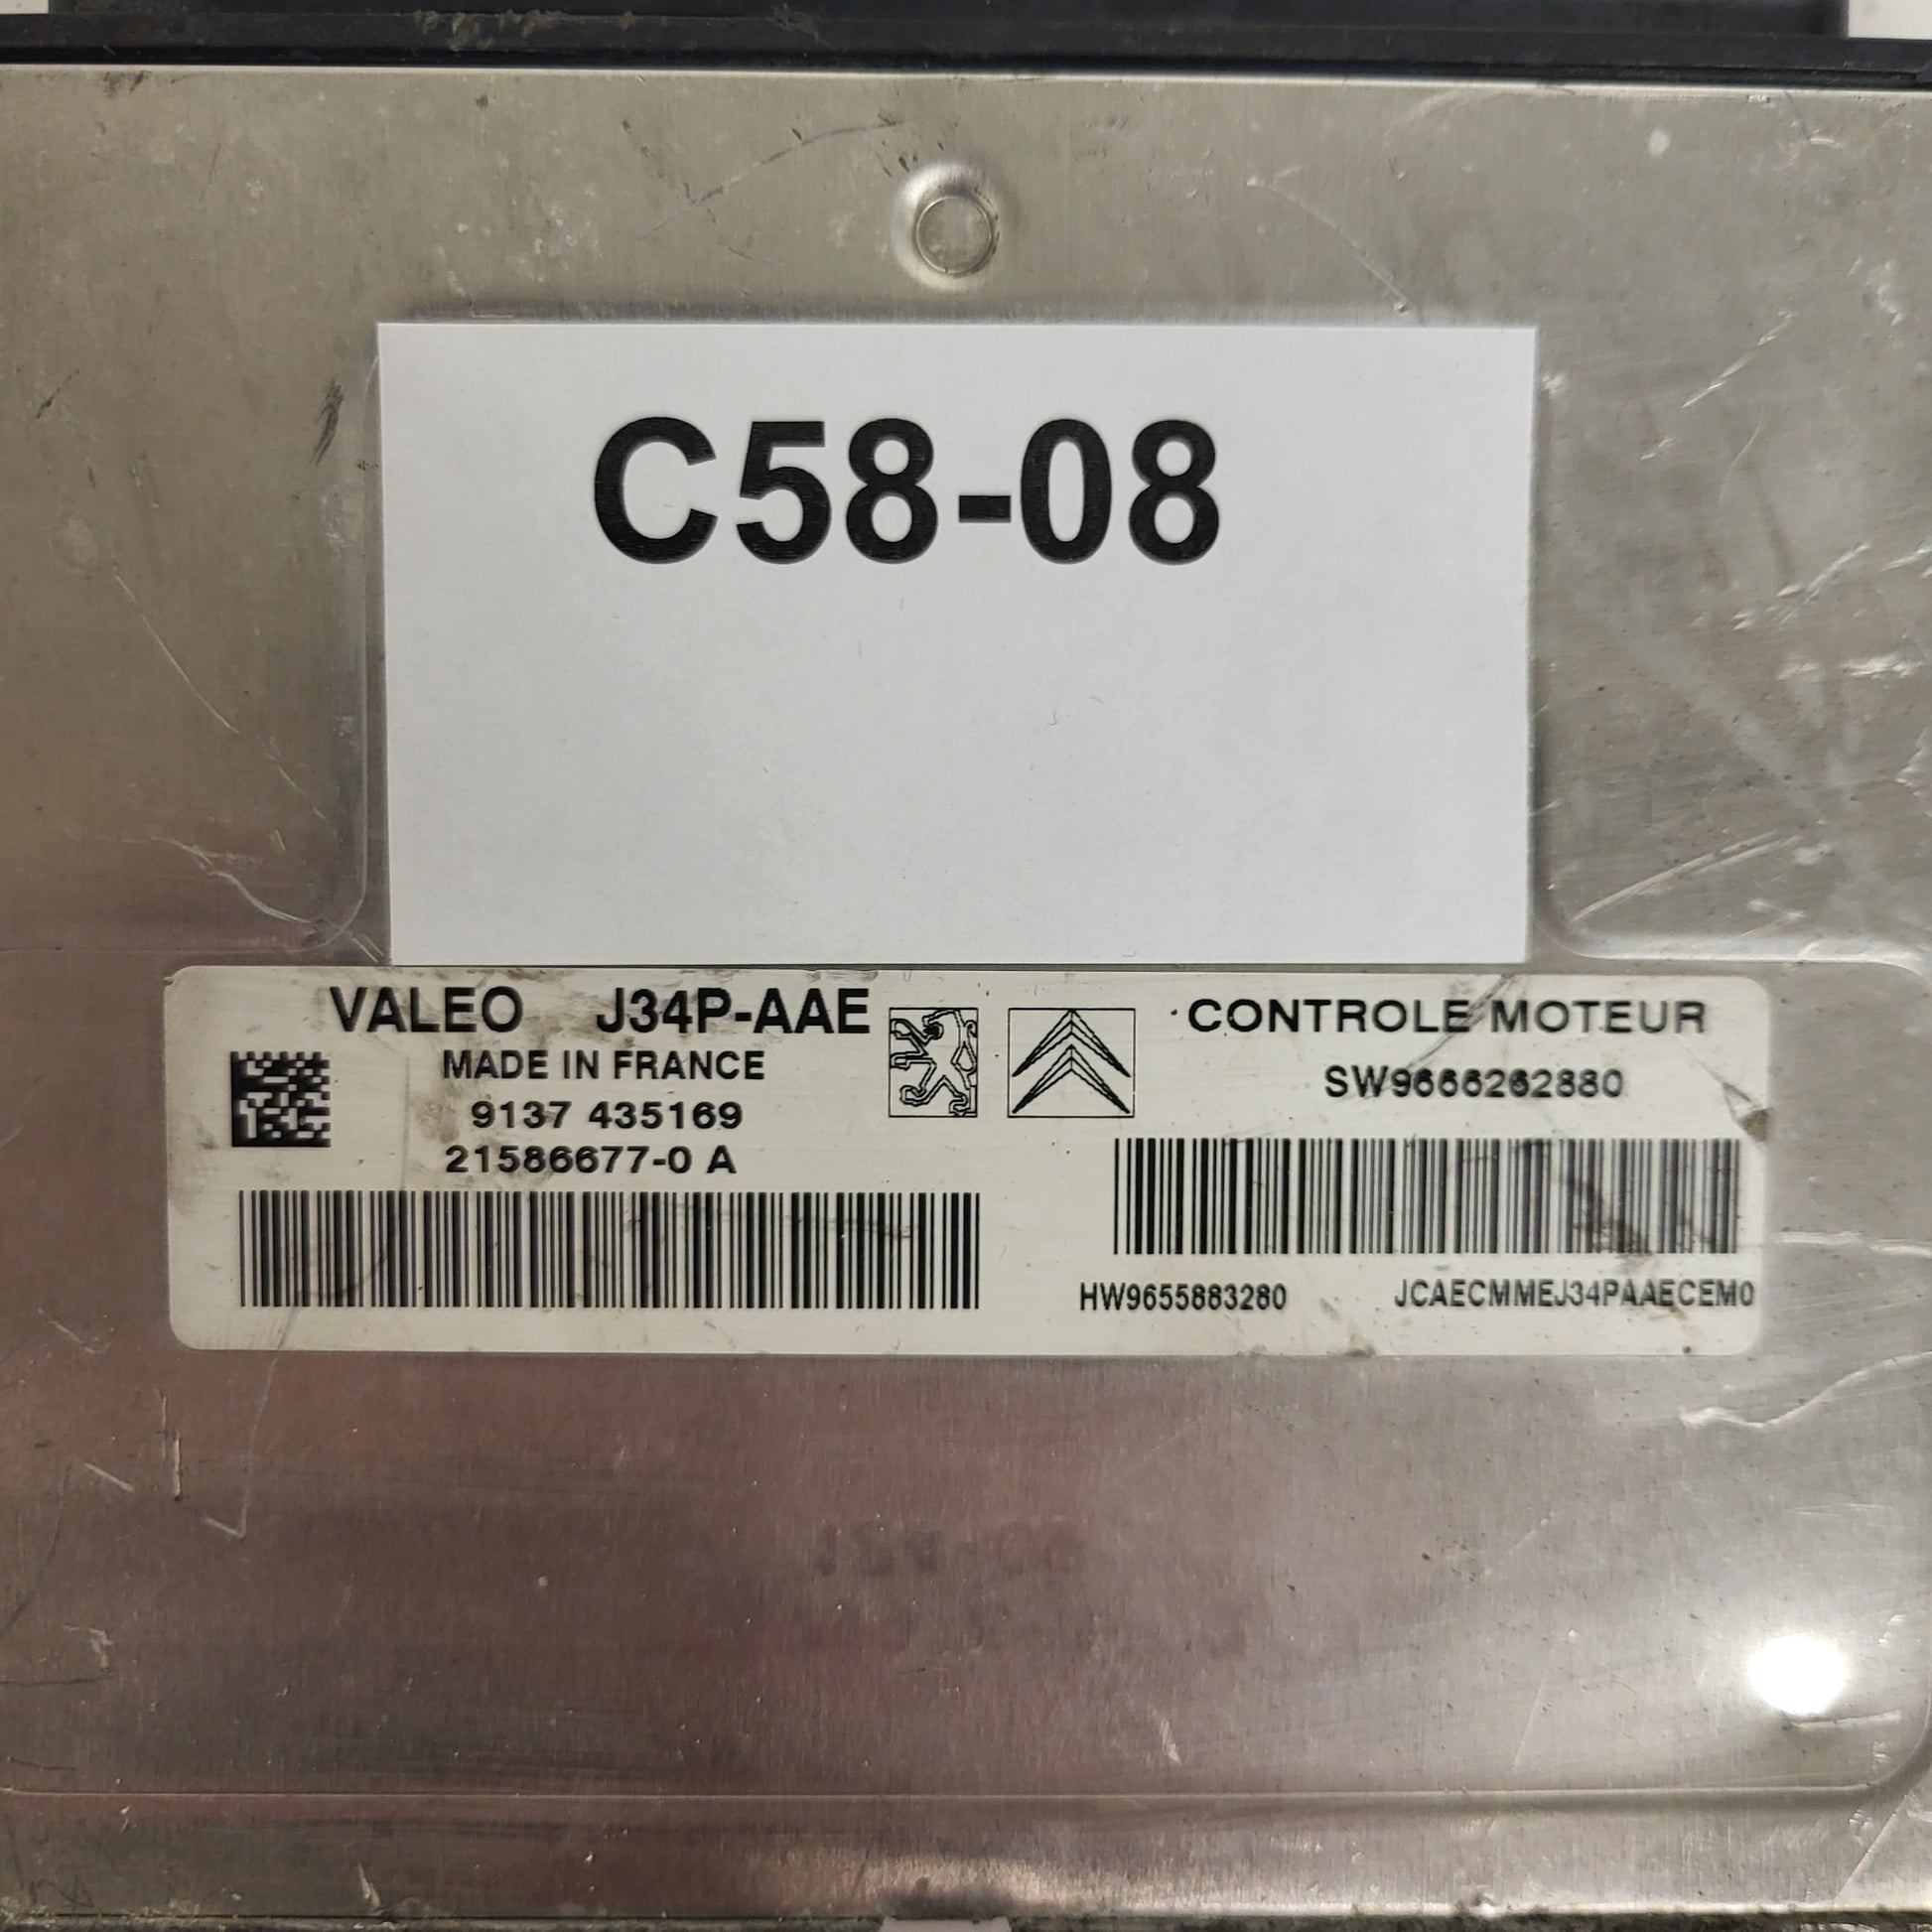 C58-08
VALEO J34P-AAE
MADE IN FRANCE
9137 435169
21586677-0 A
CONTROLE MOTEUR
SW9666262880
HW9655883280 JCAECMMEJ34PAAECEM0